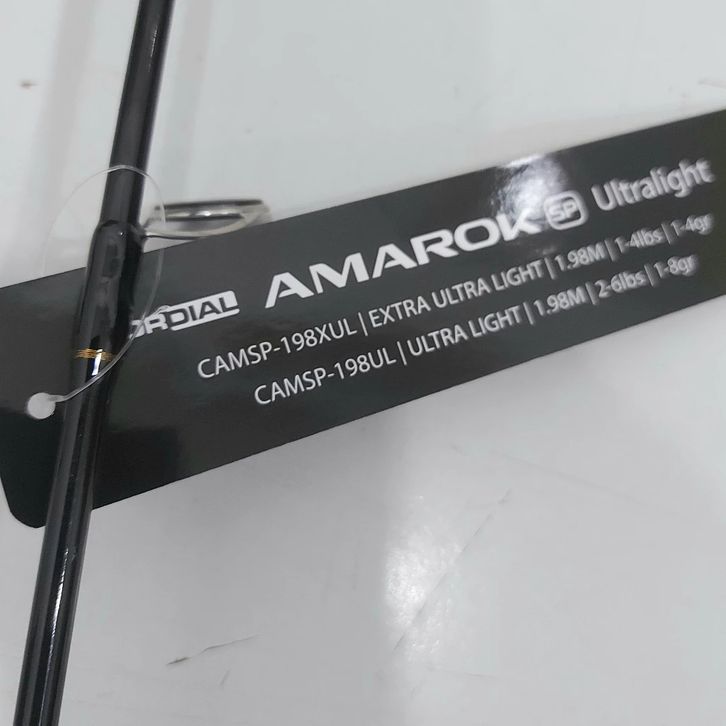 RDIAL AMAROK SP Ultralight
CAMSP-198XUL | EXTRA ULTRA LIGHT | 1.98M | 1-4lbs | 1-4gr
CAMSP-198UL | ULTRA LIGHT | 1.98M | 2-6lbs | 1-8gr